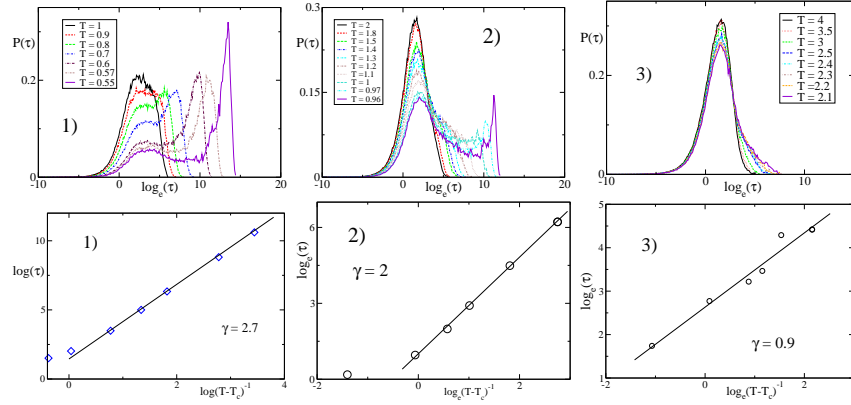 P(τ)
0.2
0
-10
0
10
20
log_e(τ)
1)
T = 1
T = 0.9
T = 0.8
T = 0.7
T = 0.6
T = 0.57
T = 0.55
P(τ)
0.3
0.15
0
-10
0
10
20
log_e(τ)
2)
T = 2
T = 1.8
T = 1.5
T = 1.4
T = 1.3
T = 1.2
T = 1.1
T = 1
T = 0.97
T = 0.96
P(τ)
0.2
0
-10
0
10
log_e(τ)
3)
T = 4
T = 3.5
T = 3
T = 2.5
T = 2.4
T = 2.3
T = 2.2
T = 2.1
log(τ)
10
6
2
0
2
4
log(T-T_c)^-1
1)
γ = 2.7
log_e(τ)
6
3
0
-2
0
2
log_e(T-T_c)^-1
2)
γ = 2
log_e(τ)
5
4
3
2
1
-2
-1
0
1
2
3
log_e(T-T_c)^-1
3)
γ = 0.9